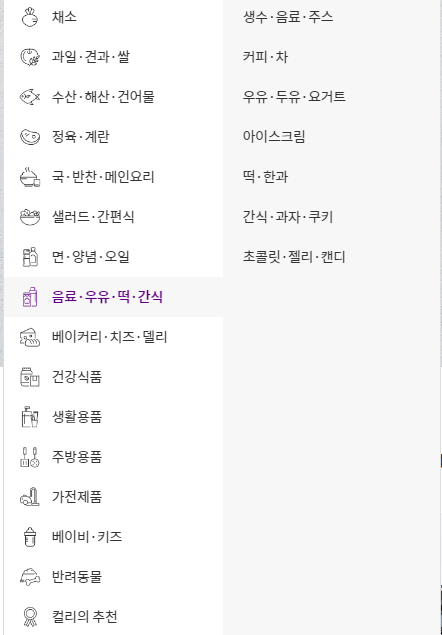 채소
과일·견과·쌀
수산·해산·건어물
정육·계란
국·반찬·메인요리
샐러드·간편식
면·양념·오일
음료·우유·떡·간식
베이커리·치즈·델리
건강식품
생활용품
주방용품
가전제품
베이비·키즈
반려동물
컬리의 추천
생수·음료·주스
커피·차
우유·두유·요거트
아이스크림
떡·한과
간식·과자·쿠키
초콜릿·젤리·캔디